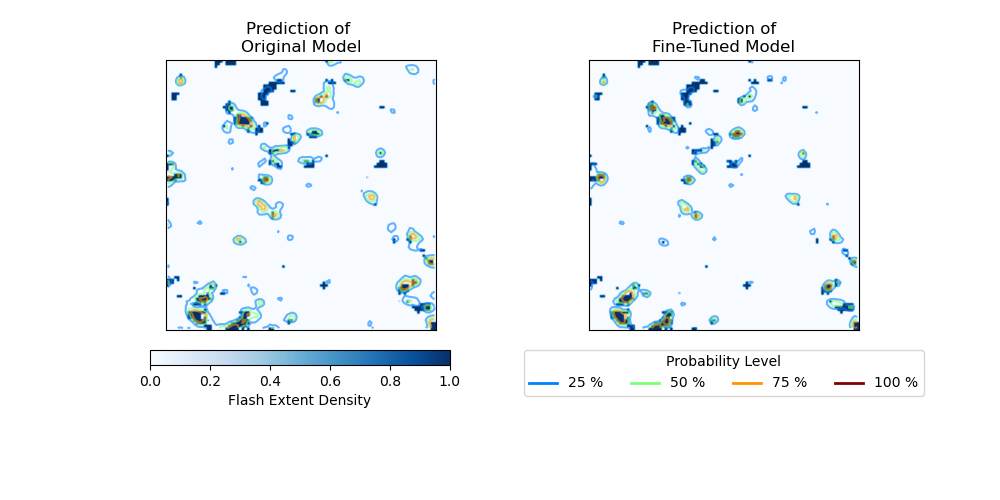 Prediction of
Original Model
Prediction of
Fine-Tuned Model
0.0 0.2 0.4 0.6 0.8 1.0
Flash Extent Density
Probability Level
25 % 50 % 75 % 100 %